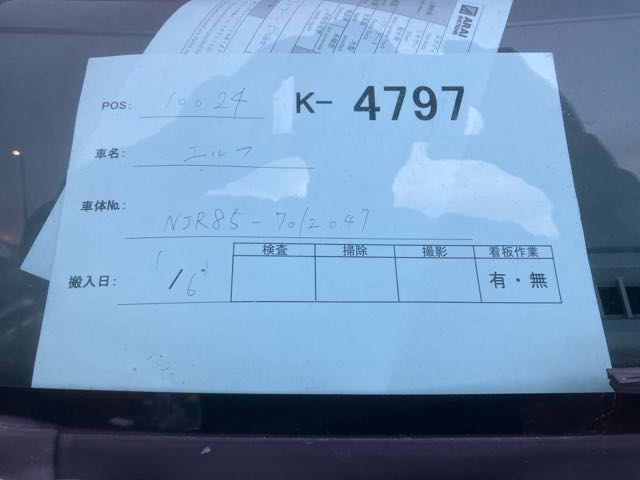 ARAI
POS: 10024
K- 4797
車名: エルフ
車体No.: NJR85-7012047
搬入日: 1/6
検査 掃除 撮影 看板作業
有・無